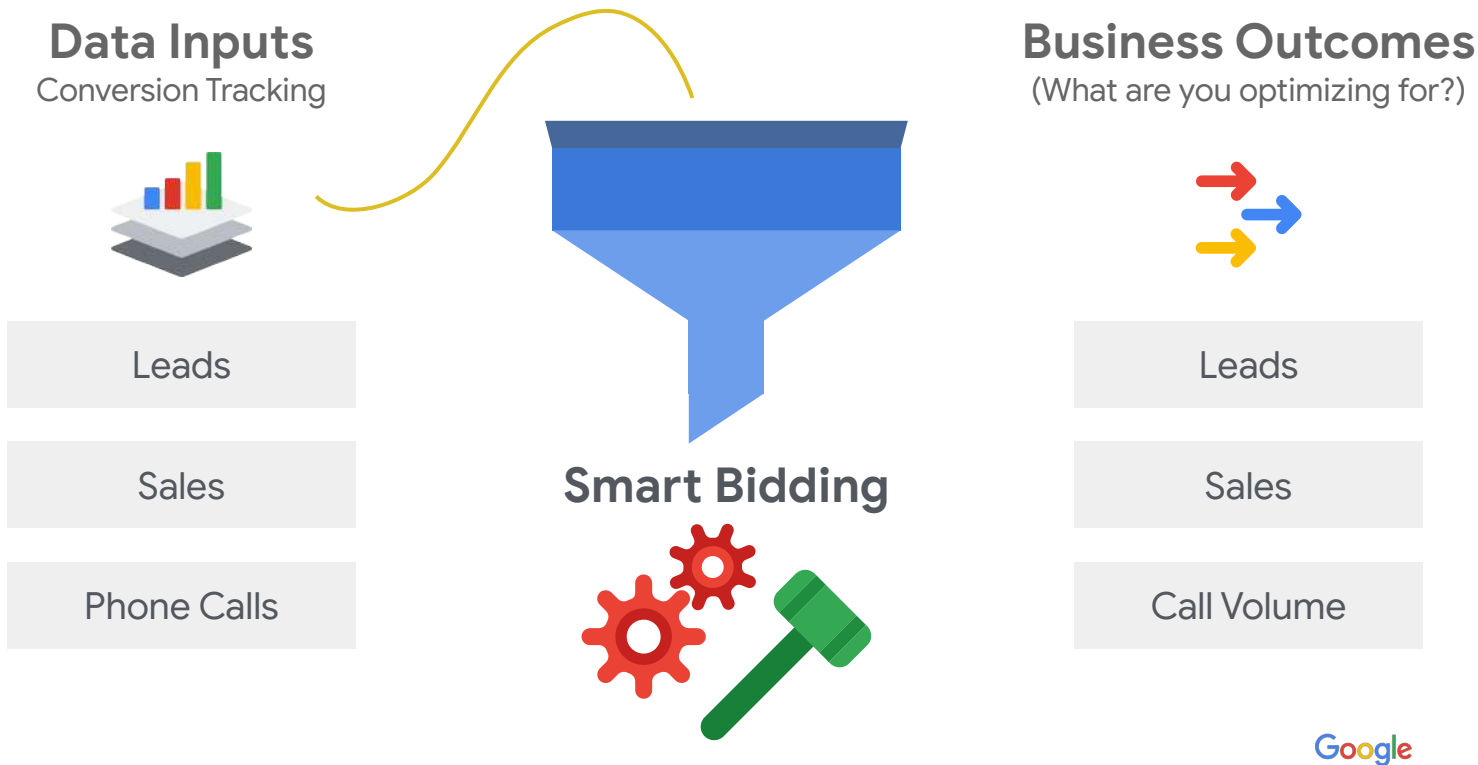 Data Inputs
Conversion Tracking
Leads
Sales
Phone Calls
Smart Bidding
Business Outcomes
(What are you optimizing for?)
Leads
Sales
Call Volume
Google